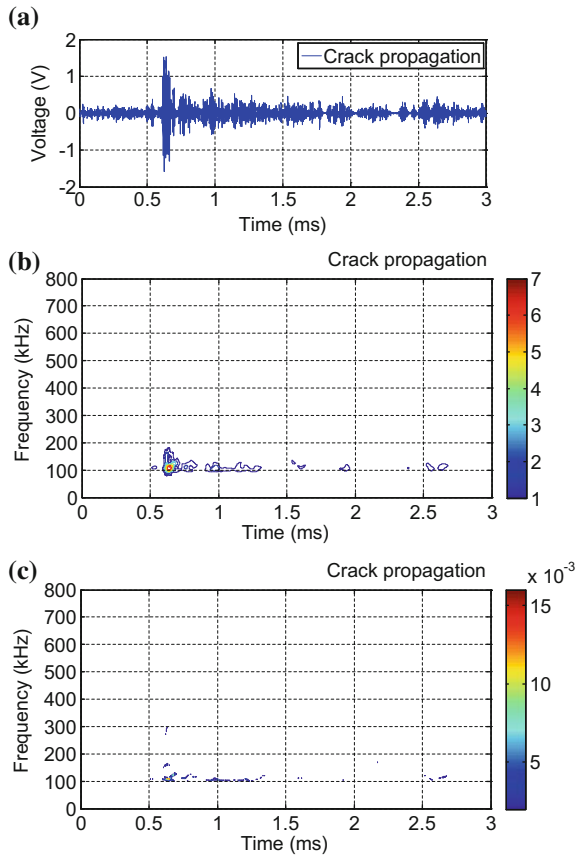 (a)
2
1
0
-1
-2
Voltage (V)
Crack propagation
0 0.5 1 1.5 2 2.5 3
Time (ms)
(b)
Crack propagation
800
700
600
500
400
300
200
100
0
Frequency (kHz)
0 0.5 1 1.5 2 2.5 3
Time (ms)
7
6
5
4
3
2
1
(c)
Crack propagation
x 10⁻³
800
700
600
500
400
300
200
100
0
Frequency (kHz)
0 0.5 1 1.5 2 2.5 3
Time (ms)
15
10
5